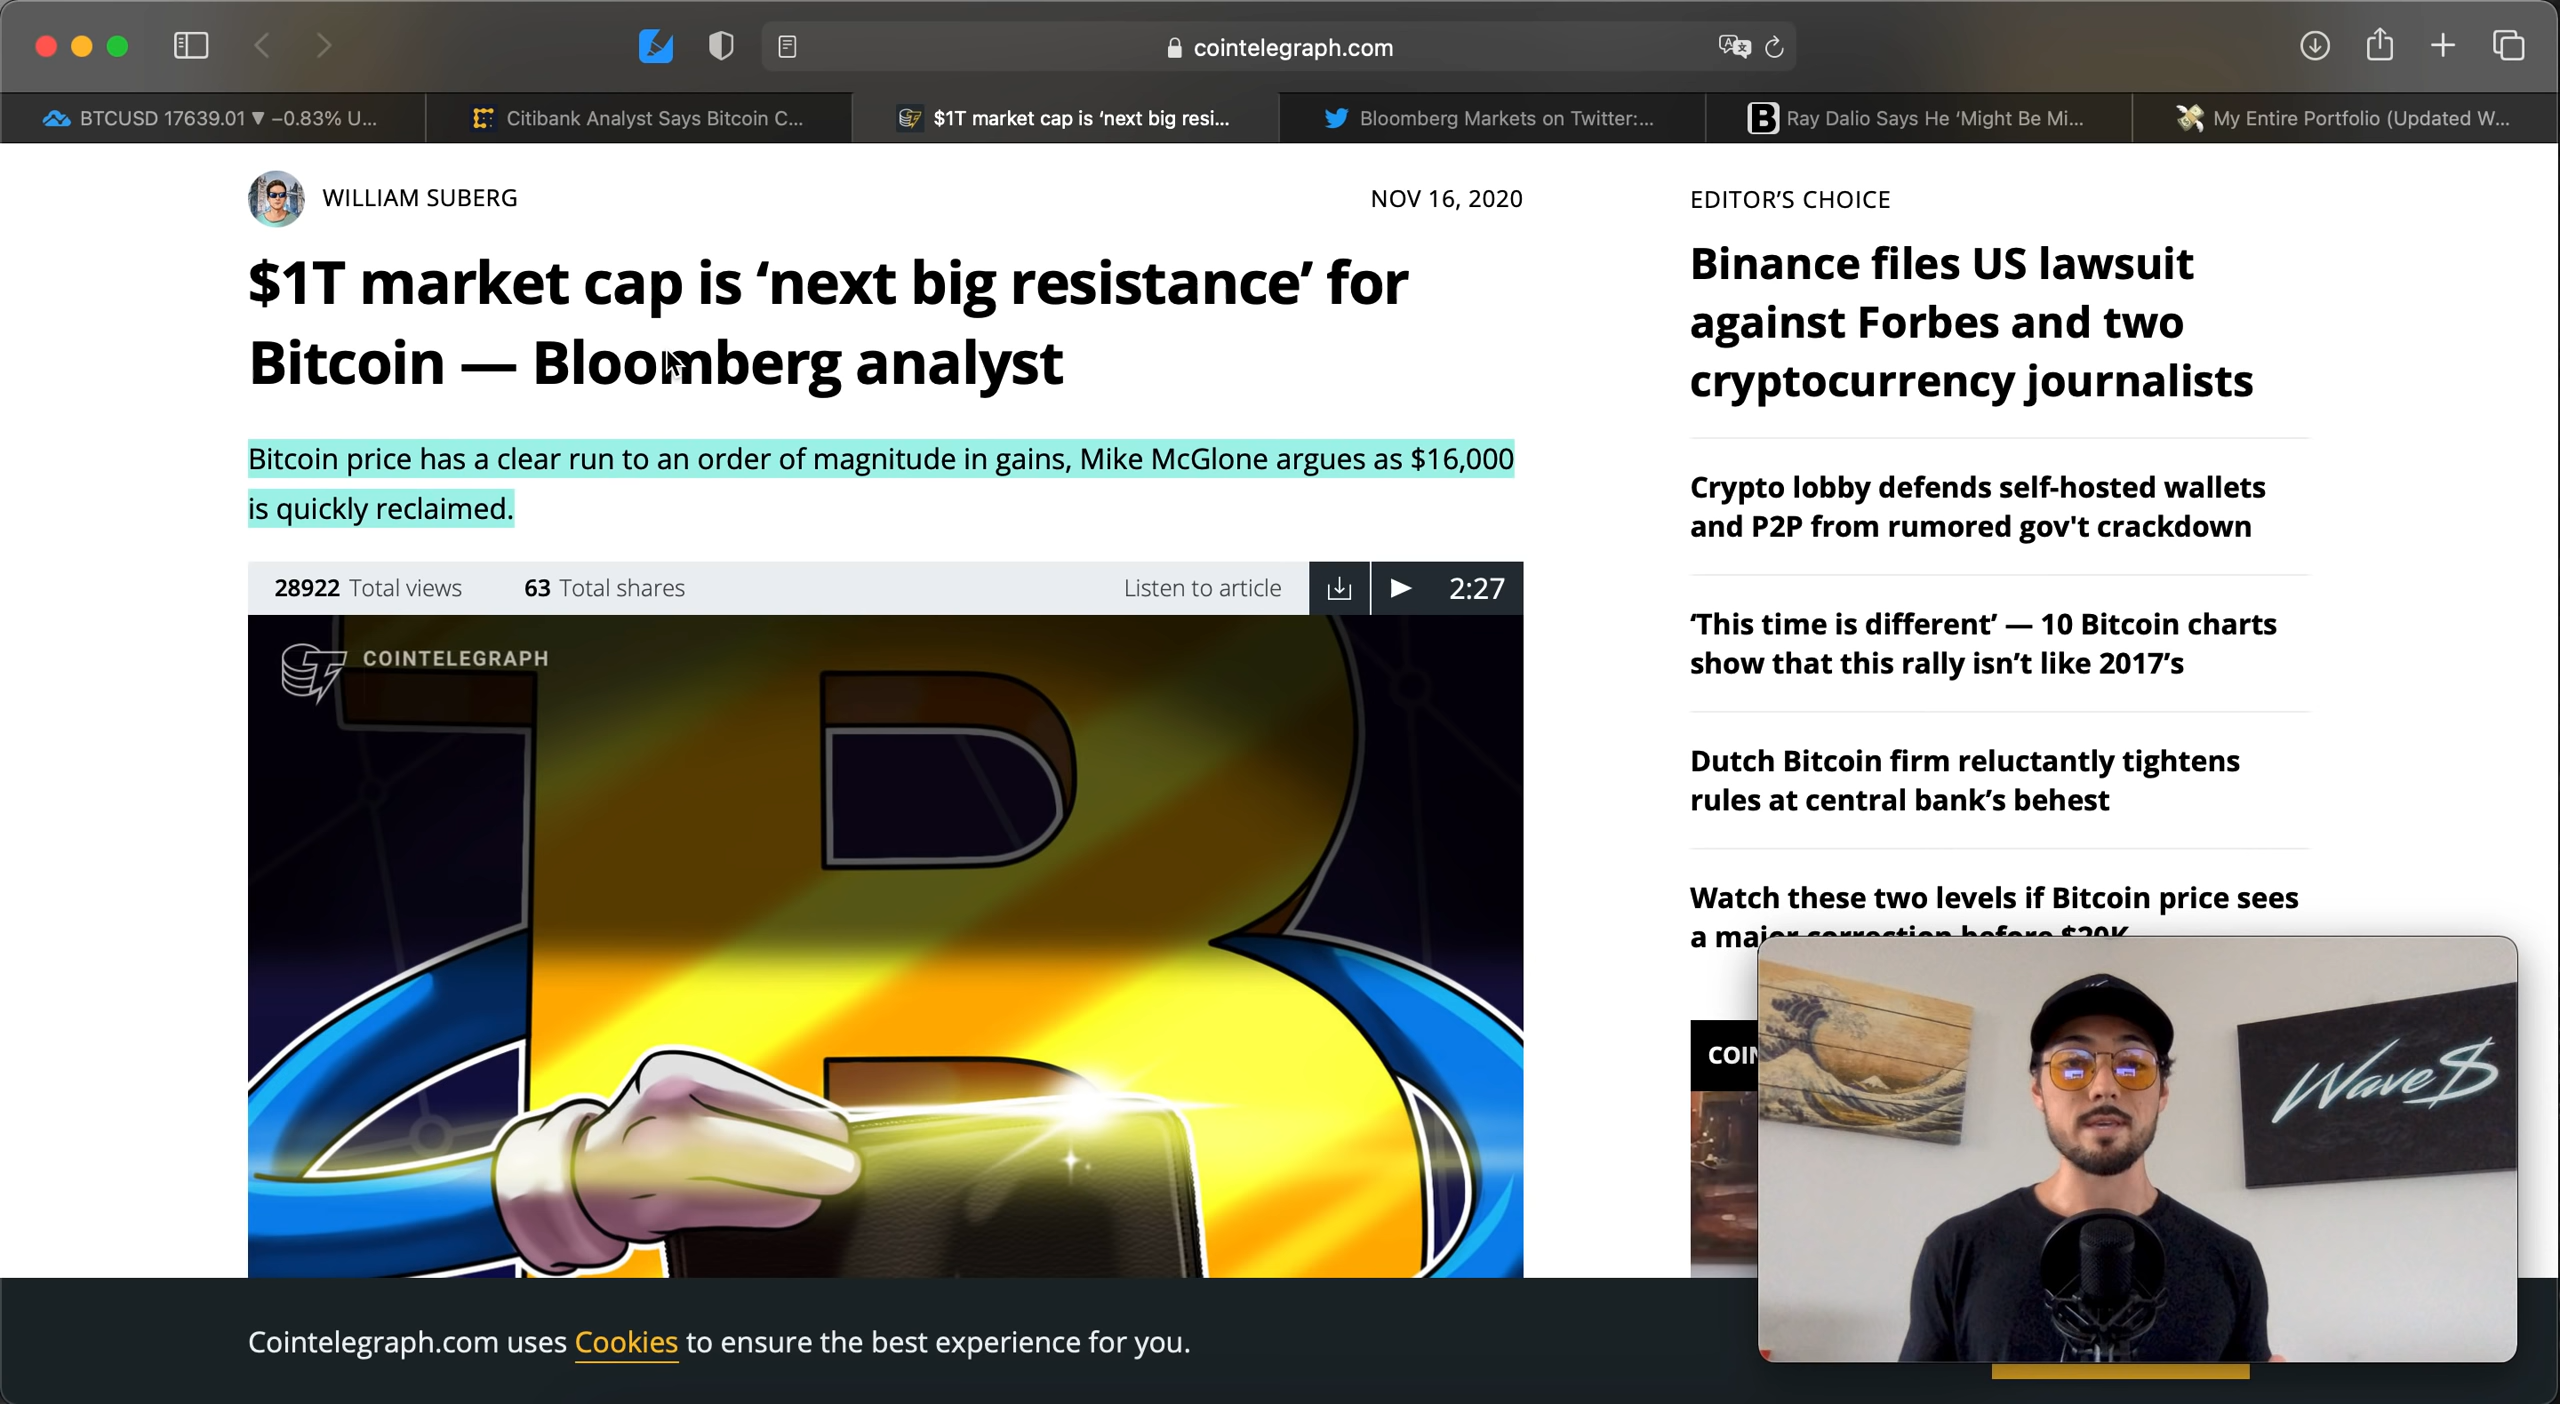 cointelegraph.com
BTCUSD 17639.01 ▼ −0.83% U...
Citibank Analyst Says Bitcoin C...
$1T market cap is ‘next big resi...
Bloomberg Markets on Twitter:...
Ray Dalio Says He ‘Might Be Mi...
My Entire Portfolio (Updated W...
WILLIAM SUBERG
NOV 16, 2020
$1T market cap is ‘next big resistance’ for
Bitcoin — Bloomberg analyst
Bitcoin price has a clear run to an order of magnitude in gains, Mike McGlone argues as $16,000
is quickly reclaimed.
28922 Total views 63 Total shares
Listen to article
2:27
COINTELEGRAPH
EDITOR’S CHOICE
Binance files US lawsuit
against Forbes and two
cryptocurrency journalists
Crypto lobby defends self-hosted wallets
and P2P from rumored gov't crackdown
‘This time is different’ — 10 Bitcoin charts
show that this rally isn’t like 2017’s
Dutch Bitcoin firm reluctantly tightens
rules at central bank’s behest
Watch these two levels if Bitcoin price sees
a major correction before $20K
Wave$
Cointelegraph.com uses Cookies to ensure the best experience for you.